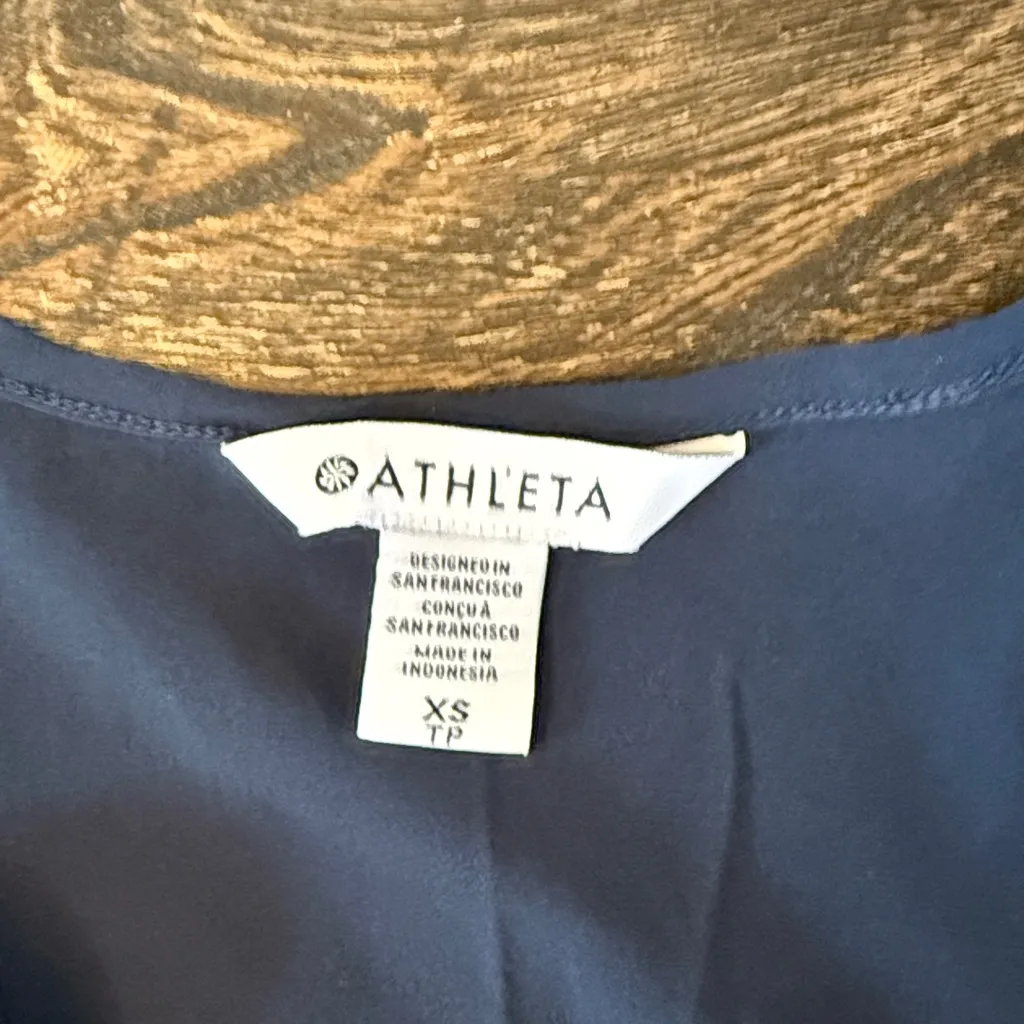 ATHLETA
DESIGNED IN
SAN FRANCISCO
CONÇU À
SAN FRANCISCO
MADE IN
INDONESIA
XS
TP